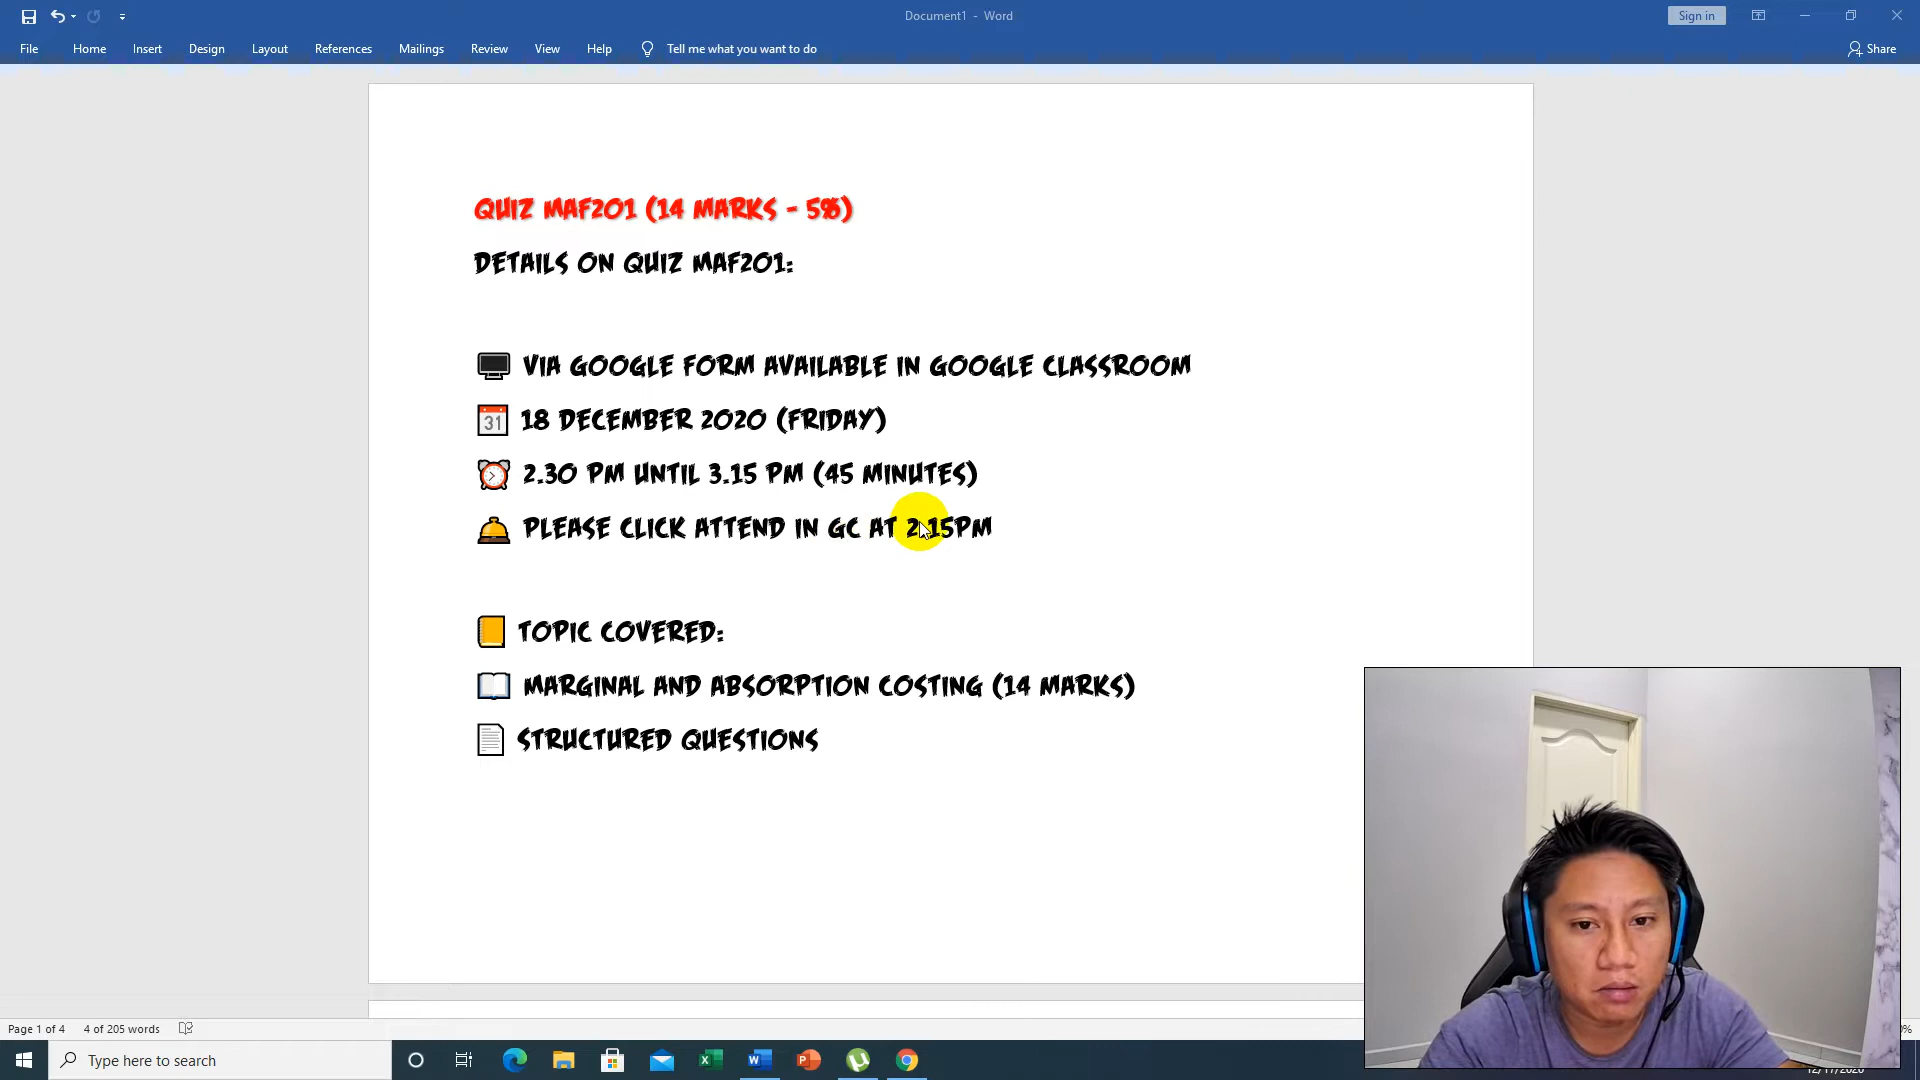 Document1 - Word
Sign in
File Home Insert Design Layout References Mailings Review View Help Tell me what you want to do Share
QUIZ MAF201 (14 MARKS - 5%)
DETAILS ON QUIZ MAF201:
VIA GOOGLE FORM AVAILABLE IN GOOGLE CLASSROOM
31 18 DECEMBER 2020 (FRIDAY)
2.30 PM UNTIL 3.15 PM (45 MINUTES)
PLEASE CLICK ATTEND IN GC AT 2.15PM
TOPIC COVERED:
MARGINAL AND ABSORPTION COSTING (14 MARKS)
STRUCTURED QUESTIONS
Page 1 of 4 4 of 205 words
Type here to search